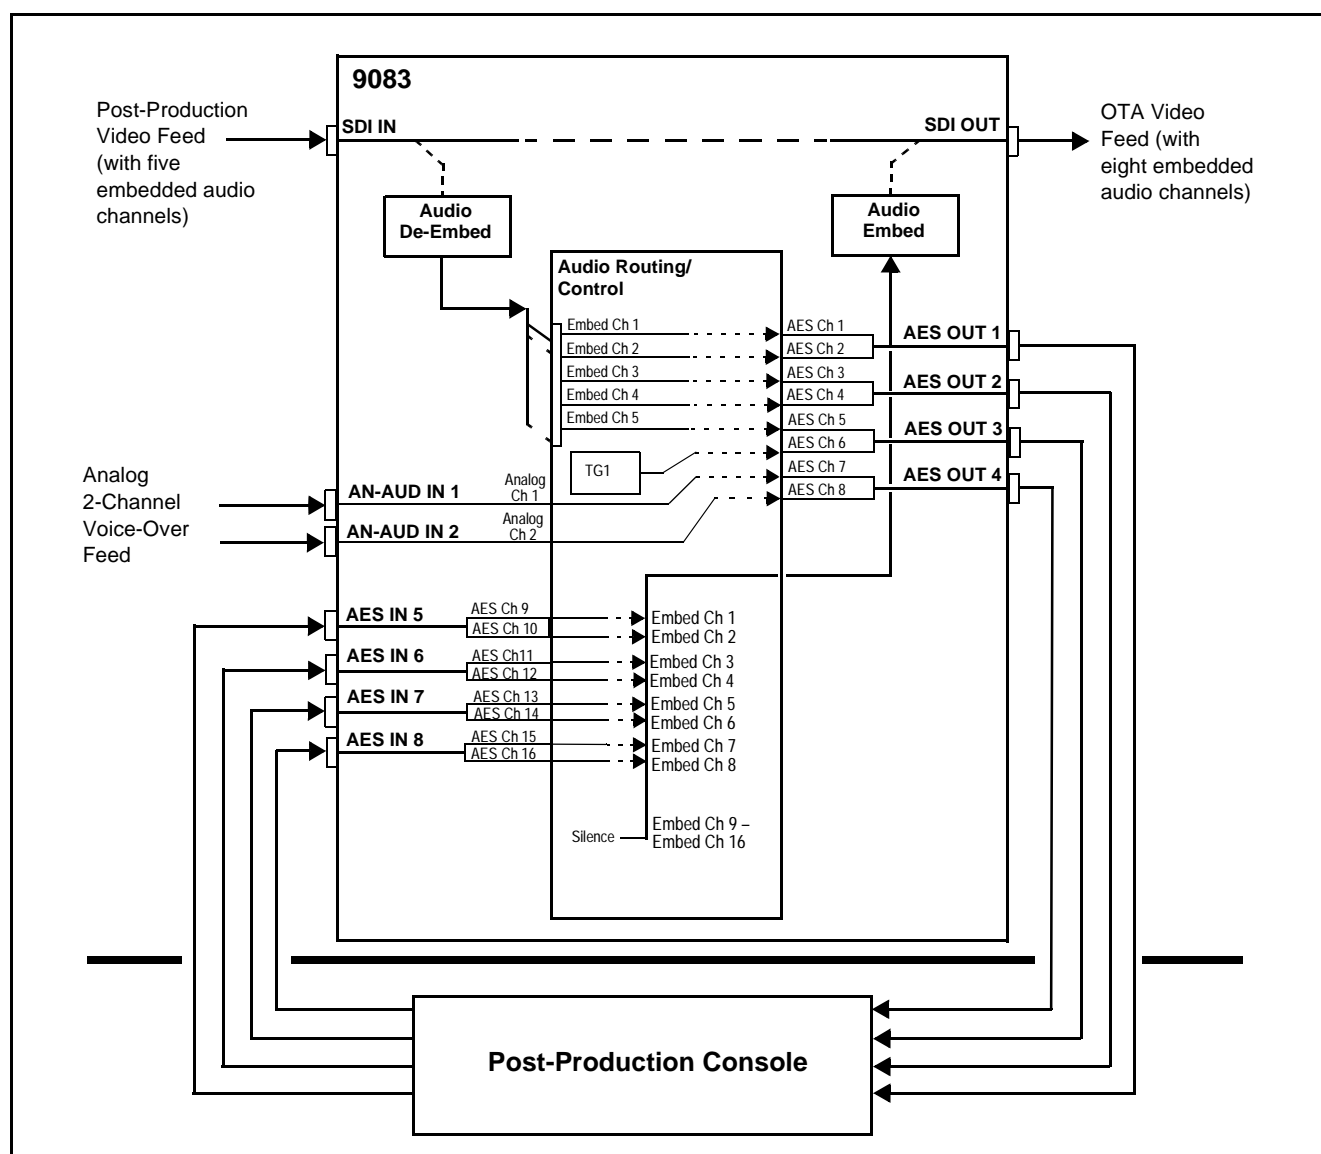 9083
Post-Production
Video Feed
(with five
embedded audio
channels)
SDI IN
SDI OUT
OTA Video
Feed (with
eight embedded
audio channels)
Audio
De-Embed
Audio
Embed
Audio Routing/
Control
Embed Ch 1
Embed Ch 2
Embed Ch 3
Embed Ch 4
Embed Ch 5
TG1
AES Ch 1
AES Ch 2
AES Ch 3
AES Ch 4
AES Ch 5
AES Ch 6
AES Ch 7
AES Ch 8
AES OUT 1
AES OUT 2
AES OUT 3
AES OUT 4
Analog
2-Channel
Voice-Over
Feed
AN-AUD IN 1
Analog
Ch 1
AN-AUD IN 2
Analog
Ch 2
AES IN 5
AES Ch 9
AES Ch 10
AES IN 6
AES Ch11
AES Ch 12
AES IN 7
AES Ch 13
AES Ch 14
AES IN 8
AES Ch 15
AES Ch 16
Embed Ch 1
Embed Ch 2
Embed Ch 3
Embed Ch 4
Embed Ch 5
Embed Ch 6
Embed Ch 7
Embed Ch 8
Silence
Embed Ch 9 –
Embed Ch 16
Post-Production Console